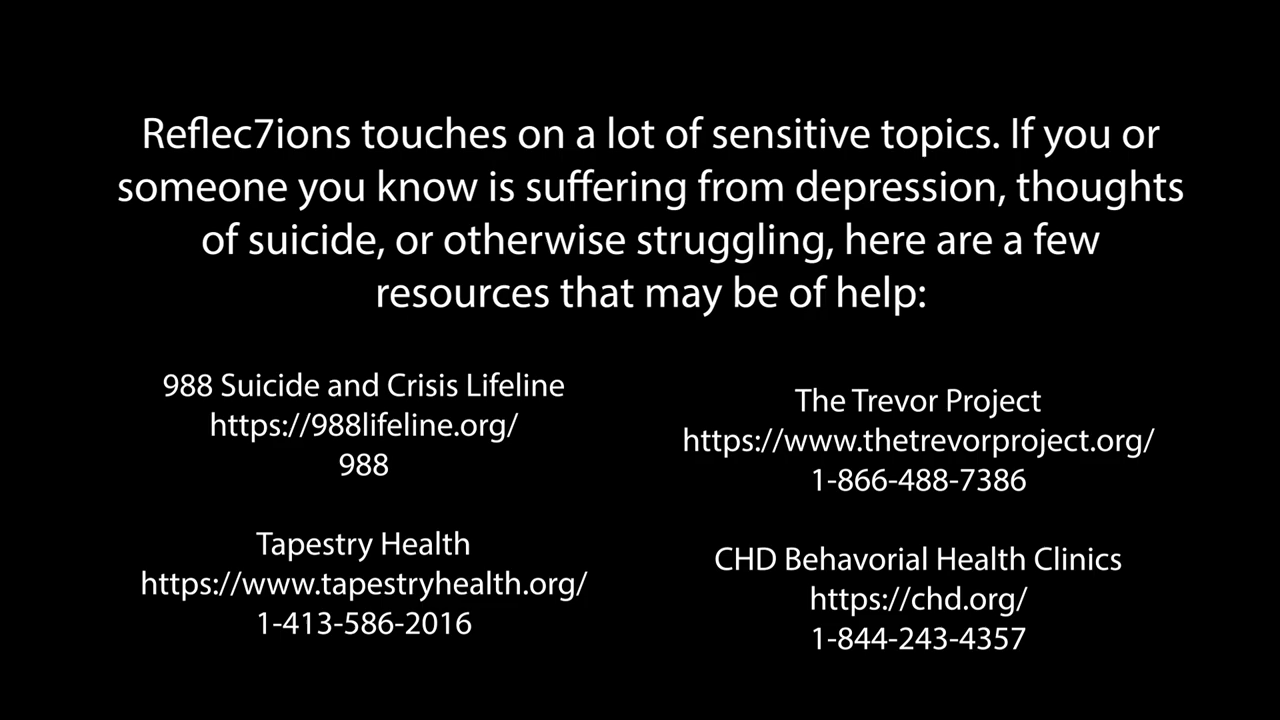 Reflec7ions touches on a lot of sensitive topics. If you or
someone you know is suffering from depression, thoughts
of suicide, or otherwise struggling, here are a few
resources that may be of help:
988 Suicide and Crisis Lifeline
https://988lifeline.org/
988
Tapestry Health
https://www.tapestryhealth.org/
1-413-586-2016
The Trevor Project
https://www.thetrevorproject.org/
1-866-488-7386
CHD Behavorial Health Clinics
https://chd.org/
1-844-243-4357